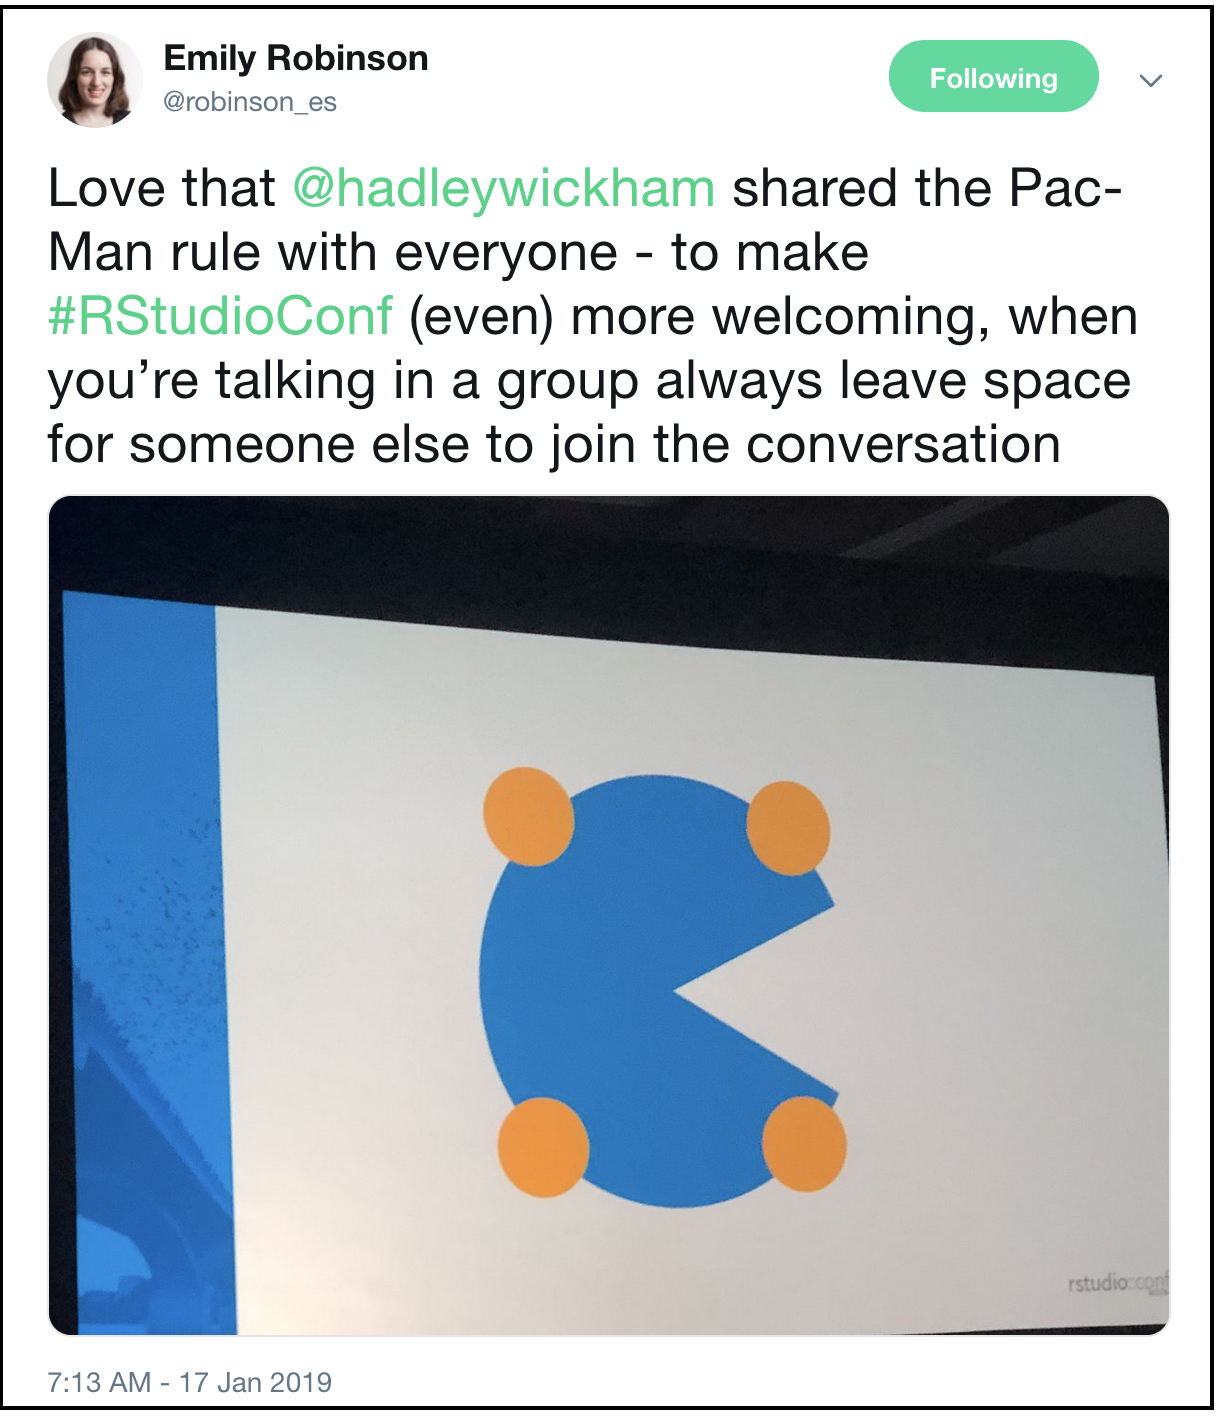 Emily Robinson
@robinson_es
Following
Love that @hadleywickham shared the Pac-
Man rule with everyone - to make
#RStudioConf (even) more welcoming, when
you’re talking in a group always leave space
for someone else to join the conversation
rstudio::conf
7:13 AM - 17 Jan 2019